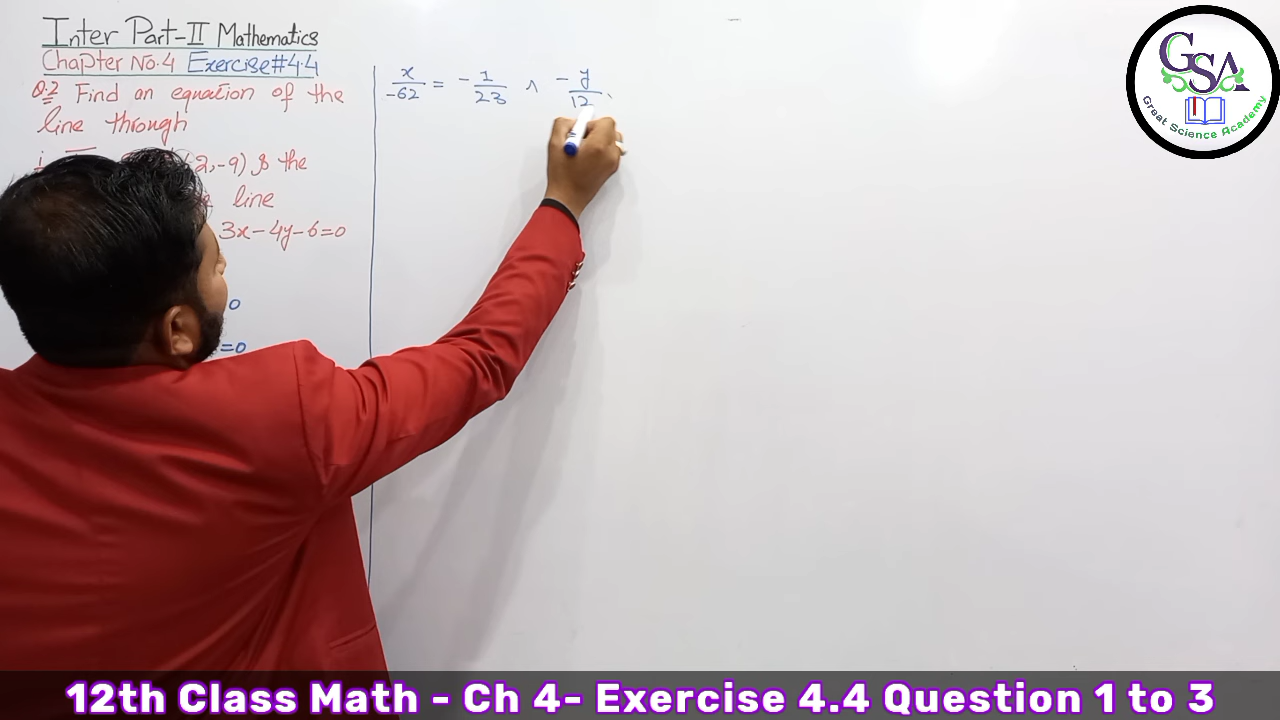 Inter Part-II Mathematics
Chapter No.4 Exercise#4.4
Q.2 Find an equation of the
line through
i (2,-9) & the
line
3x-4y-6=0
0
=0
x/-62 = -1/23 ∧ -y/12
GSA
Great Science Academy
12th Class Math - Ch 4- Exercise 4.4 Question 1 to 3